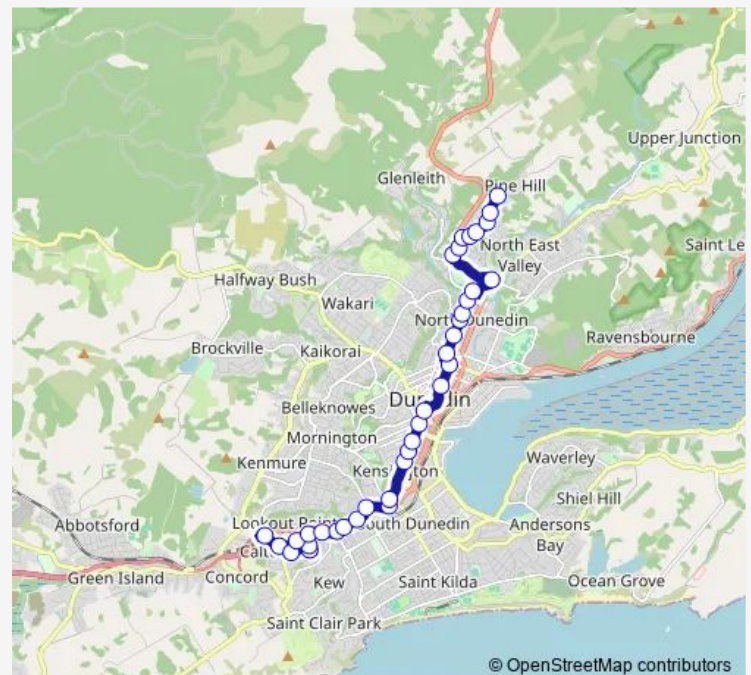 Upper Junction
Glenleith
Pine Hill
North East
Valley
Saint Le
Halfway Bush
Wakari
North Dunedin
Ravensbourne
Brockville
Kaikorai
Dunedin
Belleknowes
Mornington
Waverley
Kenmure
Kensington
Shiel Hill
Abbotsford
Lookout Point
South Dunedin
Andersons
Bay
Green Island
Concord
Kew
Saint Kilda
Ocean Grove
Saint Clair Park
© OpenStreetMap contributors